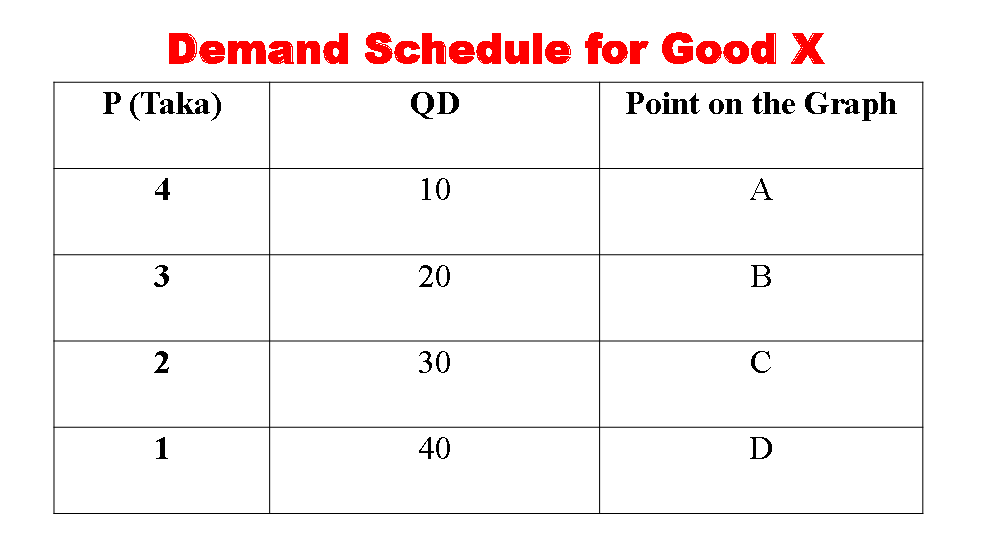 Demand Schedule for Good X
P (Taka) QD Point on the Graph
4 10 A
3 20 B
2 30 C
1 40 D